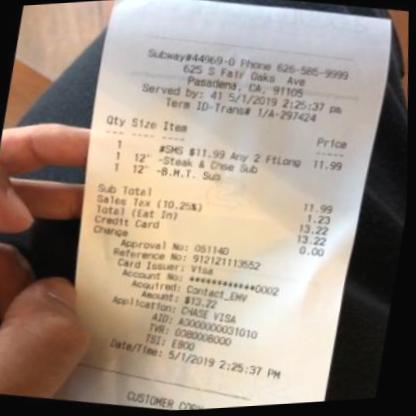 Subway#44969-0 Phone 626-585-9999
625 S Fair Oaks Ave
Pasadena, CA, 91105
Served by: 41 5/1/2019 2:25:37 pm
Term ID-Trans# 1/A-297424
Qty Size Item Price
1 #SMS $11.99 Any 2 Ftlong 11.99
1 12" -Steak & Chse Sub
1 12" -B.M.T. Sub
Sub Total 11.99
Sales Tax (10.25%) 1.23
Total (Eat In) 13.22
Credit Card 13.22
Change 0.00
Approval No: 05114D
Reference No: 912121113552
Card Issuer: Visa
Account No: ************0002
Acquired: Contact_EMV
Amount: $13.22
Application: CHASE VISA
AID: A0000000031010
TVR: 0080008000
TSI: E800
Date/Time: 5/1/2019 2:25:37 PM
CUSTOMER COPY